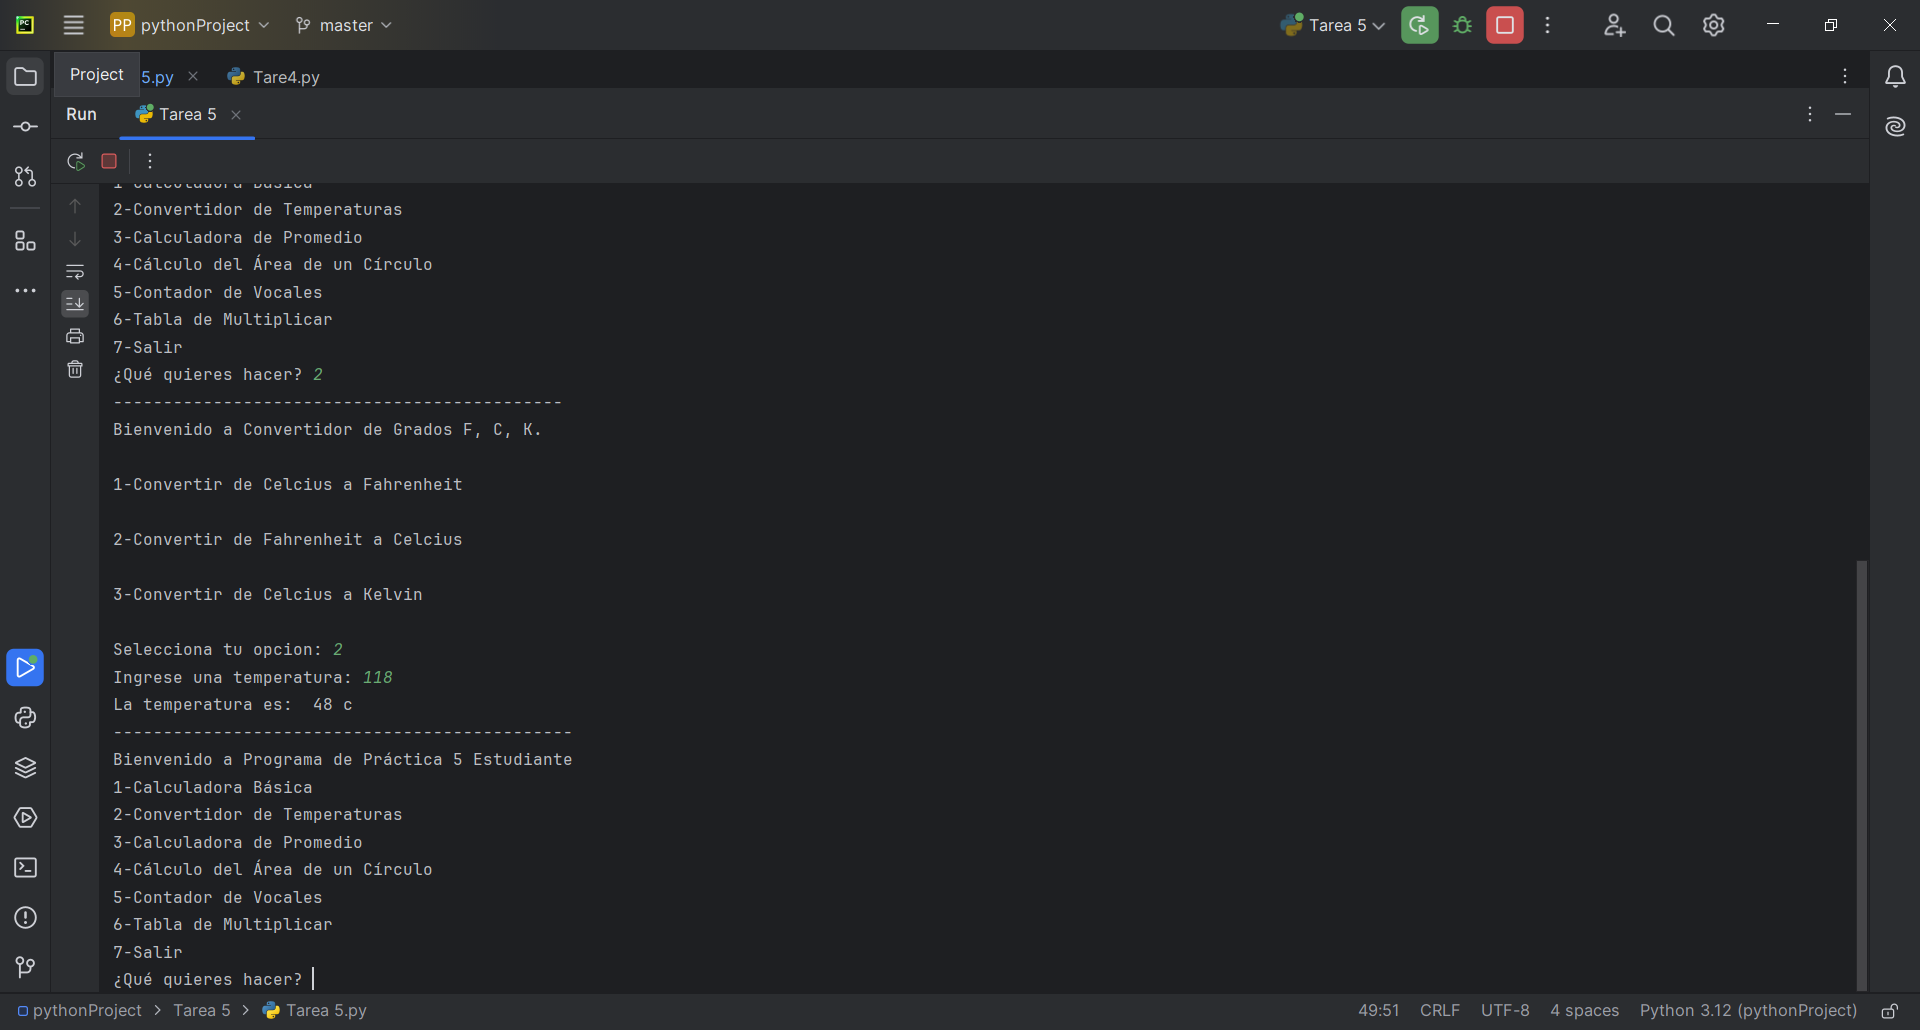 PC
PP pythonProject
master
Tarea 5
Project
5.py
Tare4.py
Run
Tarea 5
1-Calculadora Básica
2-Convertidor de Temperaturas
3-Calculadora de Promedio
4-Cálculo del Área de un Círculo
5-Contador de Vocales
6-Tabla de Multiplicar
7-Salir
¿Qué quieres hacer? 2
---------------------------------------------
Bienvenido a Convertidor de Grados F, C, K.
1-Convertir de Celcius a Fahrenheit
2-Convertir de Fahrenheit a Celcius
3-Convertir de Celcius a Kelvin
Selecciona tu opcion: 2
Ingrese una temperatura: 118
La temperatura es:  48 c
----------------------------------------------
Bienvenido a Programa de Práctica 5 Estudiante
1-Calculadora Básica
2-Convertidor de Temperaturas
3-Calculadora de Promedio
4-Cálculo del Área de un Círculo
5-Contador de Vocales
6-Tabla de Multiplicar
7-Salir
¿Qué quieres hacer?
pythonProject > Tarea 5 > Tarea 5.py
49:51 CRLF UTF-8 4 spaces Python 3.12 (pythonProject)